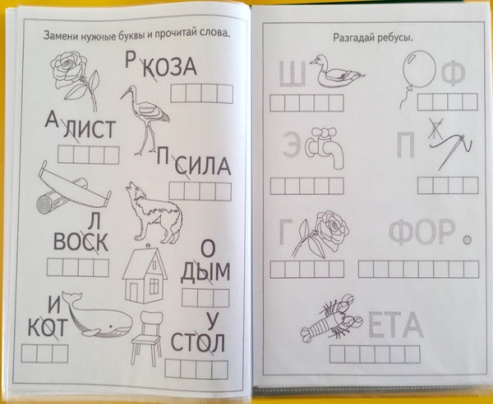 Замени нужные буквы и прочитай слова.
Р
КОЗА
А
ЛИСТ
П
СИЛА
Л
ВОСК
О
ДЫМ
И
КОТ
У
СТОЛ
Разгадай ребусы.
Ш
Ф
Э
П
Г
ФОР.
ЕТА